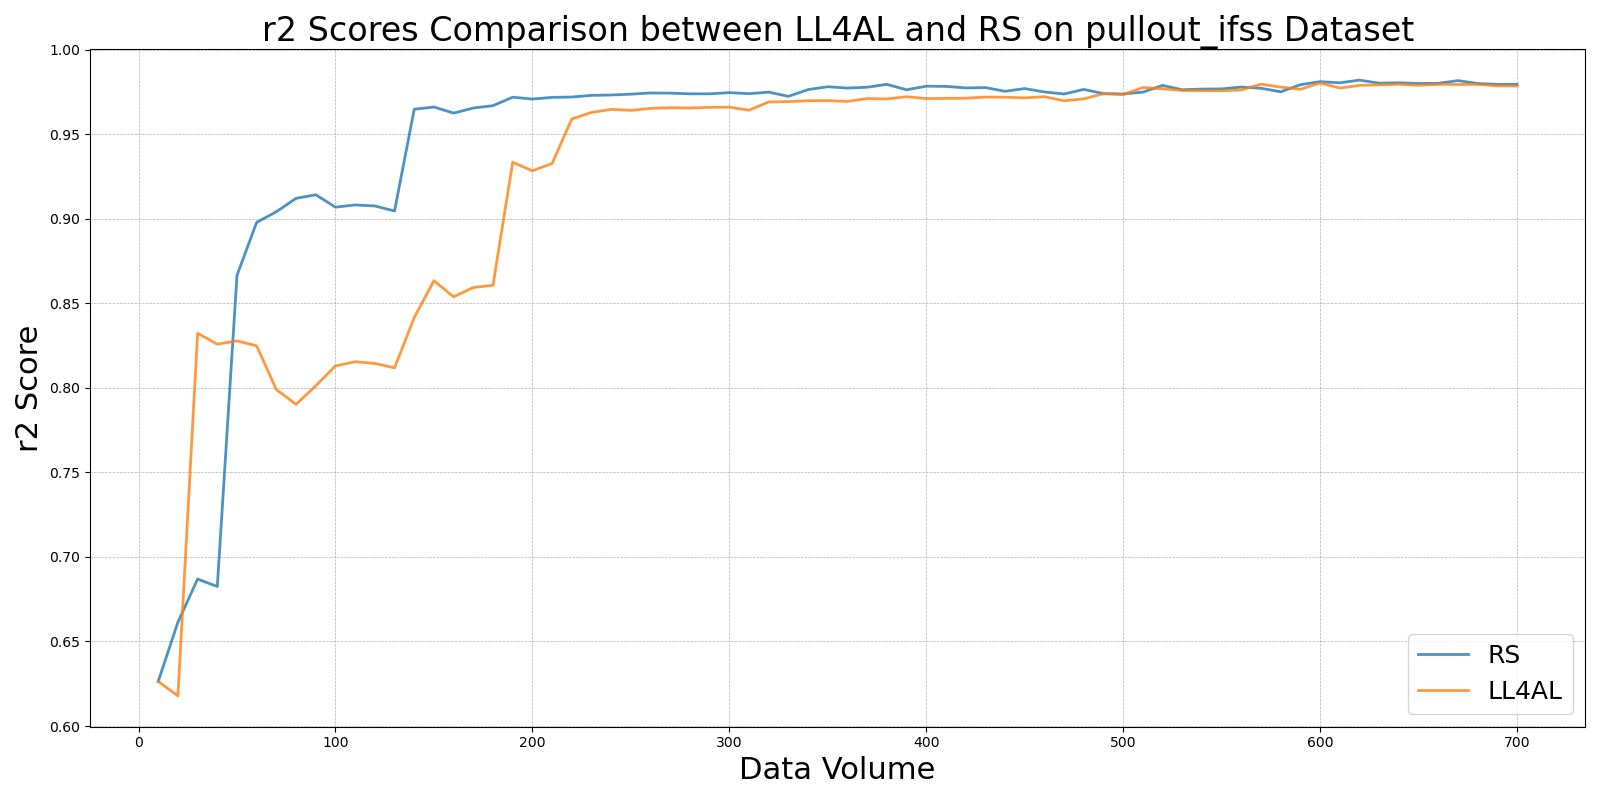 r2 Scores Comparison between LL4AL and RS on pullout_ifss Dataset
1.00
0.95
0.90
0.85
0.80
0.75
0.70
0.65
0.60
r2 Score
RS
LL4AL
0 100 200 300 400 500 600 700
Data Volume